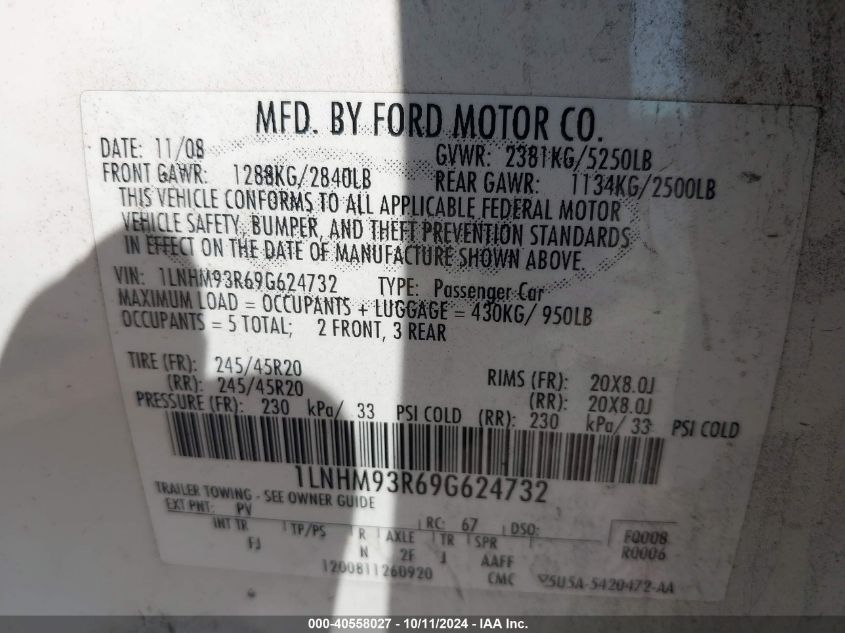 MFD. BY FORD MOTOR CO.
DATE: 11/08 GVWR: 2381KG/5250LB
FRONT GAWR: 1288KG/2840LB REAR GAWR: 1134KG/2500LB
THIS VEHICLE CONFORMS TO ALL APPLICABLE FEDERAL MOTOR
VEHICLE SAFETY, BUMPER, AND THEFT PREVENTION STANDARDS
IN EFFECT ON THE DATE OF MANUFACTURE SHOWN ABOVE.
VIN: 1LNHM93R69G624732 TYPE: Passenger Car
MAXIMUM LOAD = OCCUPANTS + LUGGAGE = 430KG/ 950LB
OCCUPANTS = 5 TOTAL; 2 FRONT, 3 REAR
TIRE (FR): 245/45R20 RIMS (FR): 20X8.0J
(RR): 245/45R20 (RR): 20X8.0J
PRESSURE (FR): 230 kPa/ 33 PSI COLD (RR): 230 kPa/ 33 PSI COLD
1LNHM93R69G624732
TRAILER TOWING - SEE OWNER GUIDE
EXT PNT: PV RC: 67 DSO: F0008
INT TR TP/PS R AXLE TR SPR R0006
FJ N 2F J AAFF
1200811260920 CMC 5U5A-5420472-AA
000-40558027 - 10/11/2024 - IAA Inc.